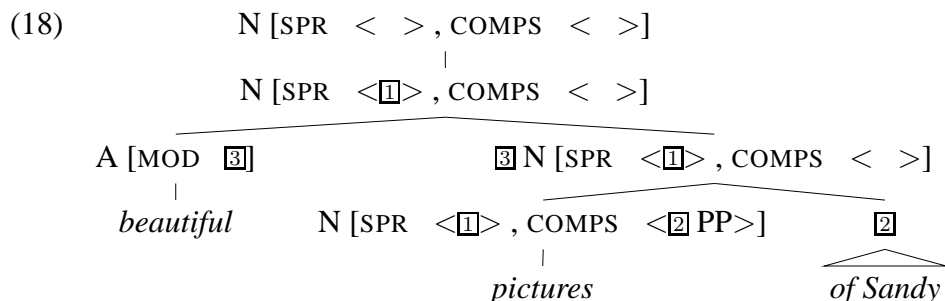 (18) N [SPR < > , COMPS < >]
N [SPR <1> , COMPS < >]
A [MOD 3] 3 N [SPR <1> , COMPS < >]
beautiful N [SPR <1> , COMPS <2 PP>] 2
pictures of Sandy